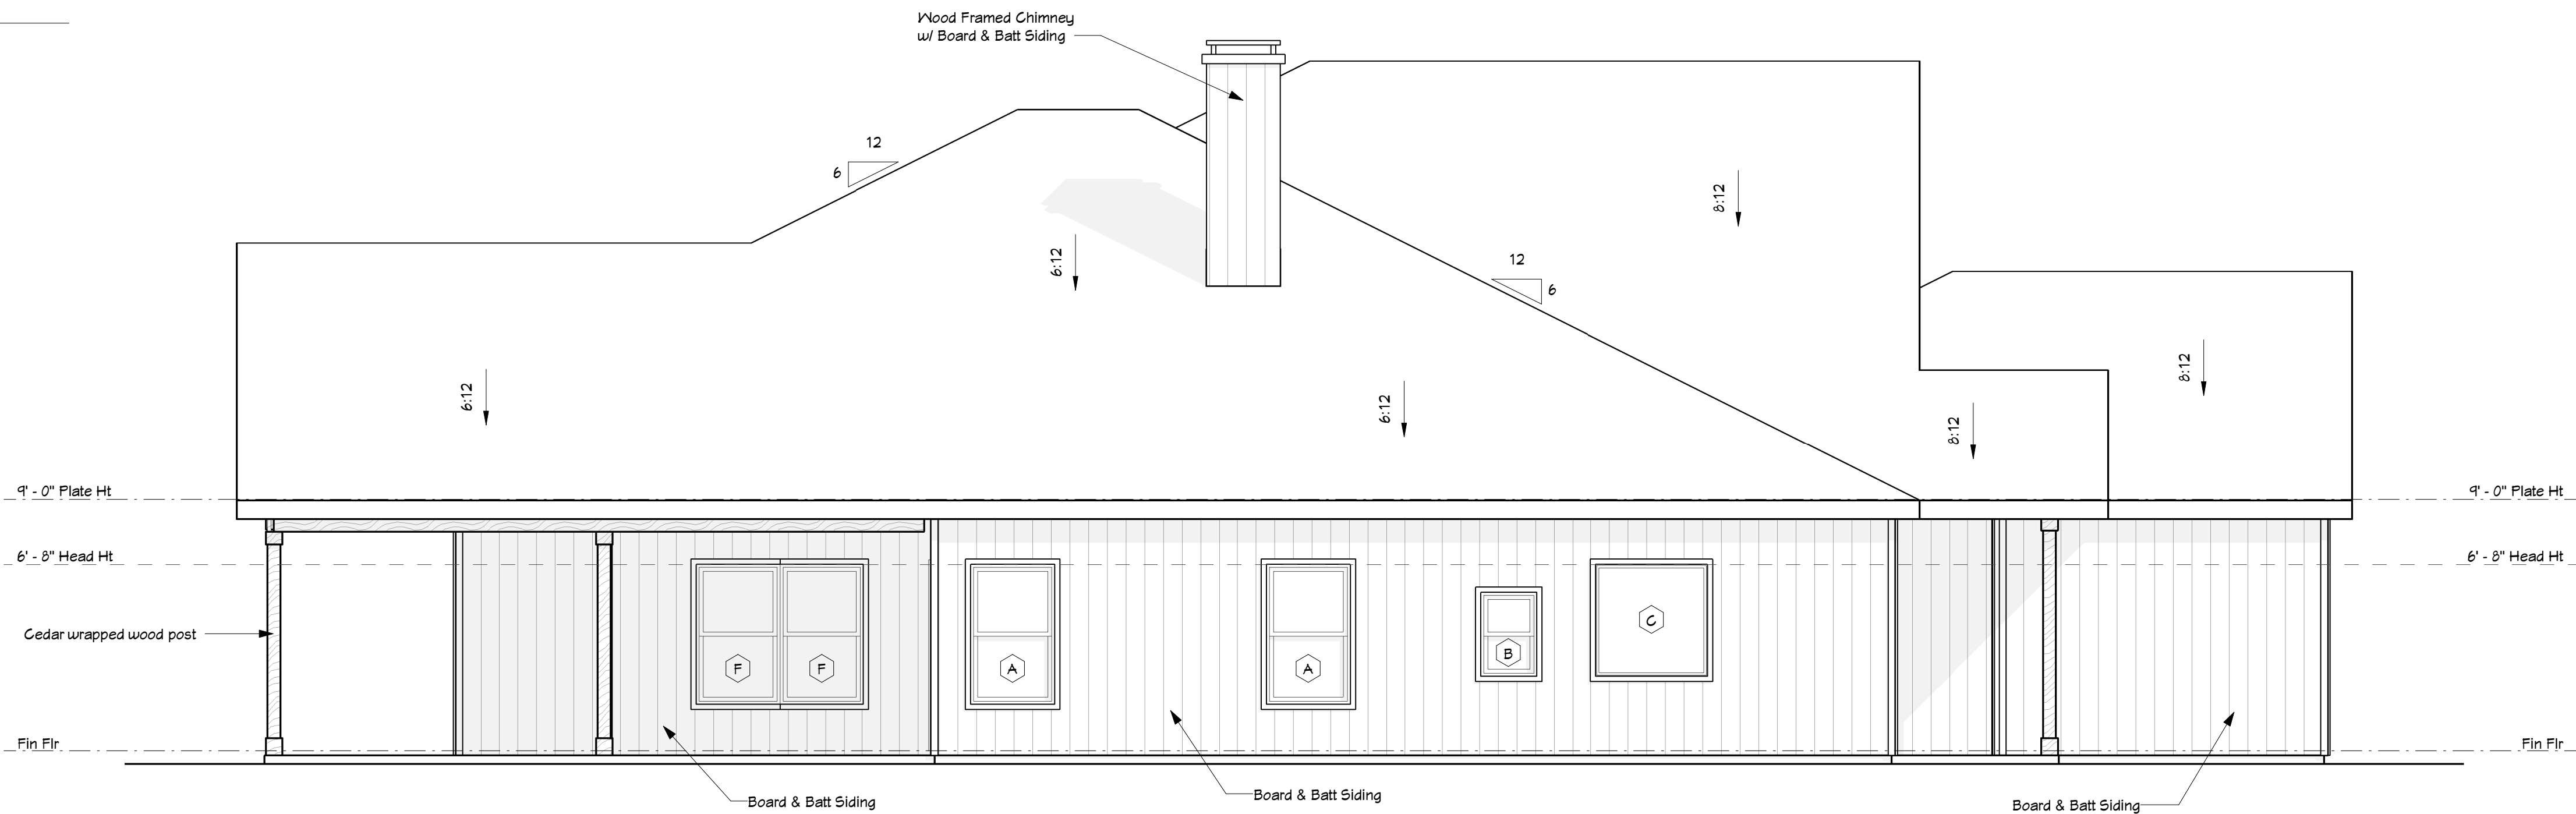 Wood Framed Chimney
w/ Board & Batt Siding
12
6
8:12
6:12
12
6
8:12
6:12
6:12
8:12
9' - 0" Plate Ht
9' - 0" Plate Ht
6' - 8" Head Ht
6' - 8" Head Ht
Cedar wrapped wood post
C
B
F
F
A
A
Fin Flr
Fin Flr
Board & Batt Siding
Board & Batt Siding
Board & Batt Siding